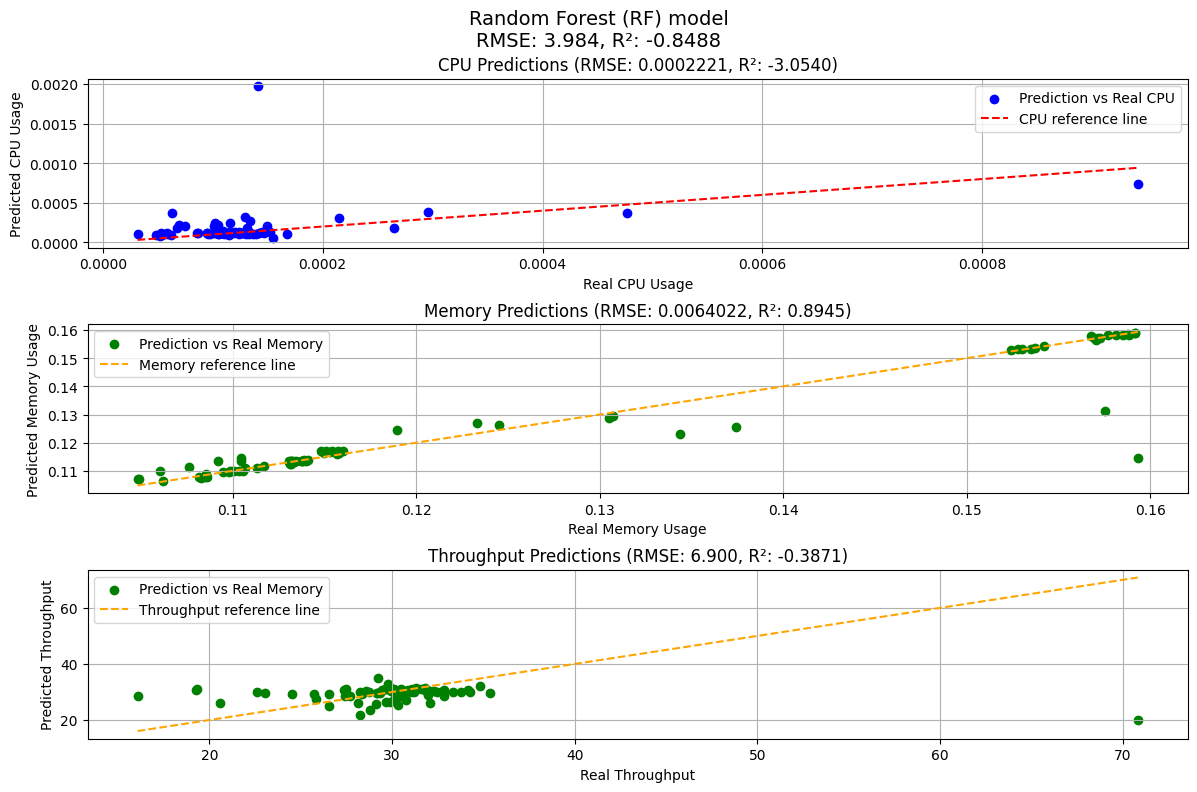 Random Forest (RF) model
RMSE: 3.984, R²: -0.8488
CPU Predictions (RMSE: 0.0002221, R²: -3.0540)
Predicted CPU Usage
0.0020
0.0015
0.0010
0.0005
0.0000
Prediction vs Real CPU
CPU reference line
0.0000 0.0002 0.0004 0.0006 0.0008
Real CPU Usage
Memory Predictions (RMSE: 0.0064022, R²: 0.8945)
Predicted Memory Usage
0.16
0.15
0.14
0.13
0.12
0.11
Prediction vs Real Memory
Memory reference line
0.11 0.12 0.13 0.14 0.15 0.16
Real Memory Usage
Throughput Predictions (RMSE: 6.900, R²: -0.3871)
Predicted Throughput
60
40
20
Prediction vs Real Memory
Throughput reference line
20 30 40 50 60 70
Real Throughput